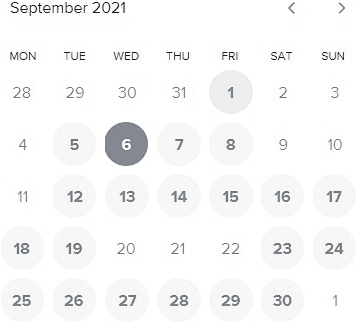 September 2021
MON TUE WED THU FRI SAT SUN
28 29 30 31 1 2 3
4 5 6 7 8 9 10
11 12 13 14 15 16 17
18 19 20 21 22 23 24
25 26 27 28 29 30 1